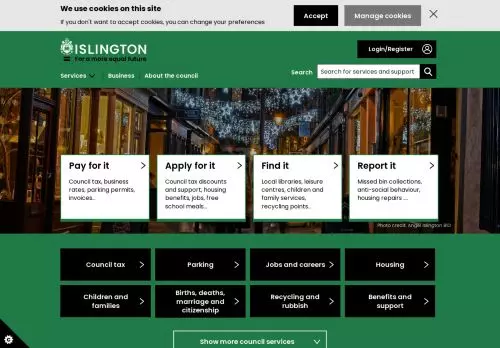 We use cookies on this site
If you don't want to accept cookies, you can change your preferences
Accept
Manage cookies
ISLINGTON
For a more equal future
Login/Register
Services
Business
About the council
Search
Search for services and support
Pay for it
Council tax, business
rates, parking permits,
invoices...
Apply for it
Council tax discounts
and support, housing
benefits, jobs, free
school meals...
Find it
Local libraries, leisure
centres, children and
family services,
recycling points..
Report it
Missed bin collections,
anti-social behaviour,
housing repairs ....
Photo credit: Angel Islington BID
Council tax
Parking
Jobs and careers
Housing
Children and
families
Births, deaths,
marriage and
citizenship
Recycling and
rubbish
Benefits and
support
Show more council services